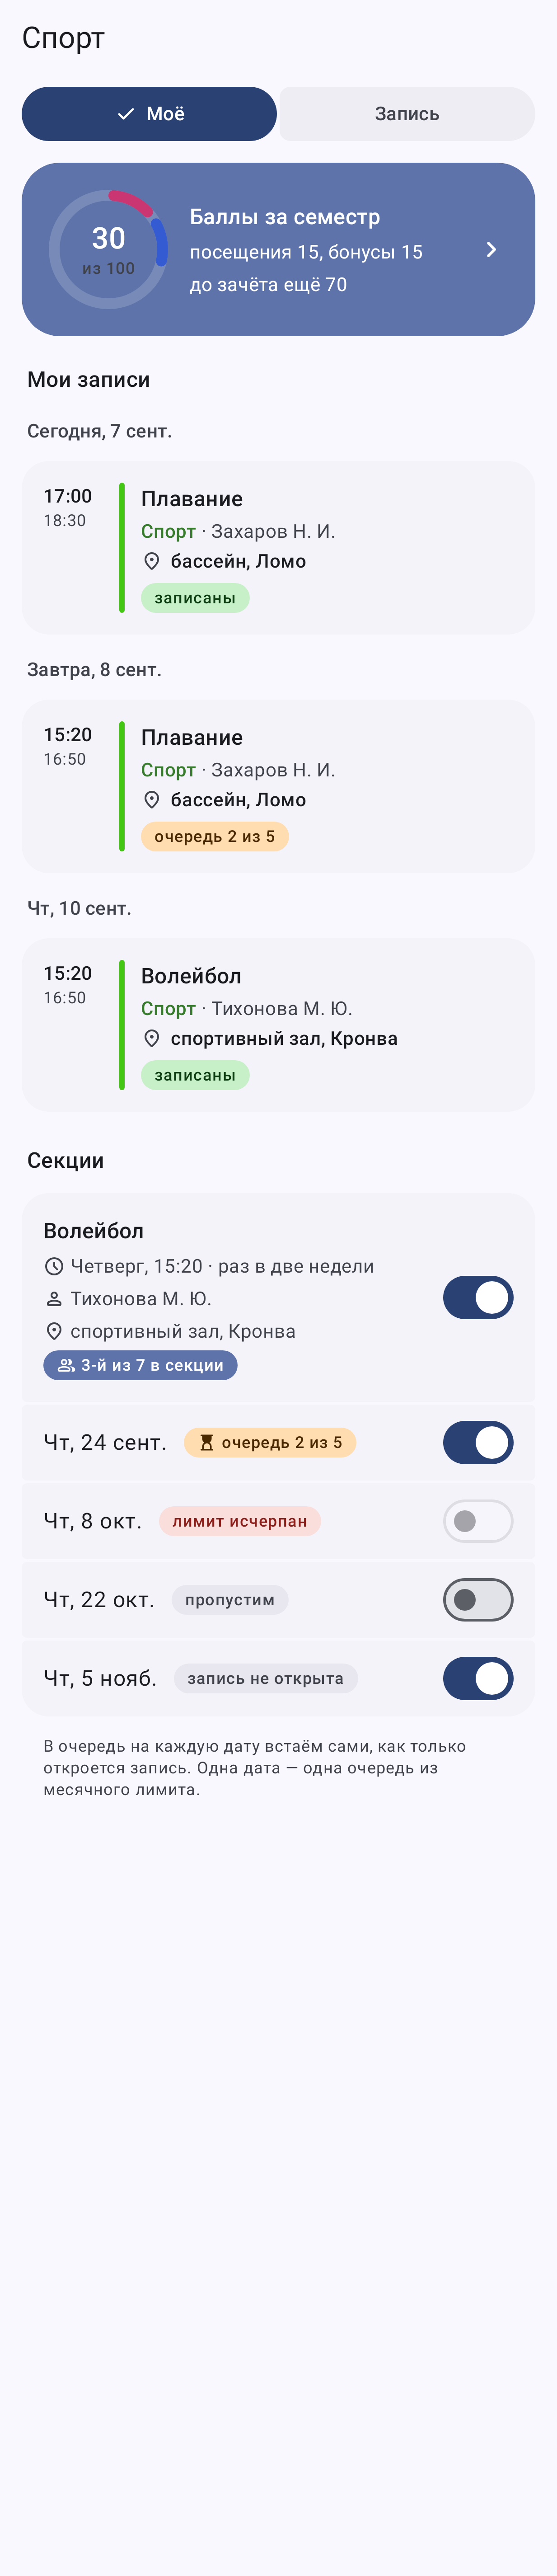 Спорт
Моё
Запись
30
из 100
Баллы за семестр
посещения 15, бонусы 15
до зачёта ещё 70
Мои записи
Сегодня, 7 сент.
17:00
18:30
Плавание
Спорт · Захаров Н. И.
бассейн, Ломо
записаны
Завтра, 8 сент.
15:20
16:50
Плавание
Спорт · Захаров Н. И.
бассейн, Ломо
очередь 2 из 5
Чт, 10 сент.
15:20
16:50
Волейбол
Спорт · Тихонова М. Ю.
спортивный зал, Кронва
записаны
Секции
Волейбол
Четверг, 15:20 · раз в две недели
Тихонова М. Ю.
спортивный зал, Кронва
3-й из 7 в секции
Чт, 24 сент. очередь 2 из 5
Чт, 8 окт. лимит исчерпан
Чт, 22 окт. пропустим
Чт, 5 нояб. запись не открыта
В очередь на каждую дату встаём сами, как только
откроется запись. Одна дата — одна очередь из
месячного лимита.